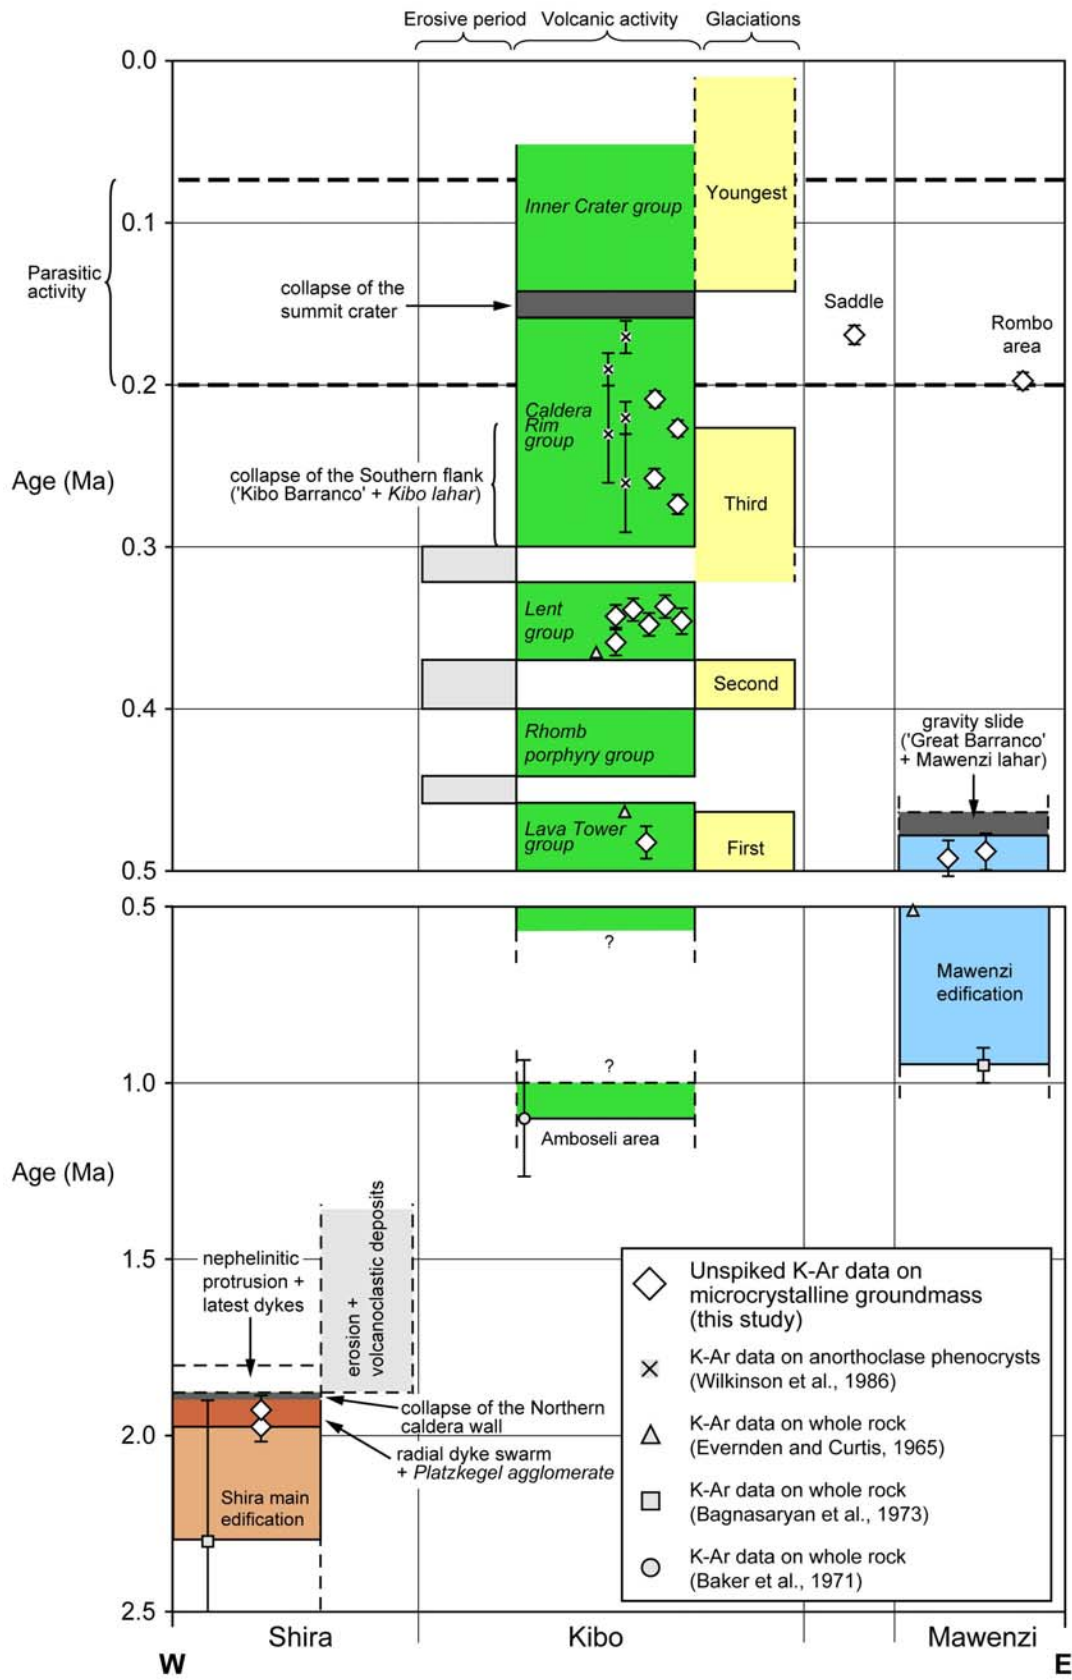 Erosive period Volcanic activity Glaciations
0.0
Youngest
Inner Crater group
0.1
Parasitic
activity
collapse of the
summit crater
Saddle
Rombo
area
0.2
Caldera
Rim
group
collapse of the Southern flank
('Kibo Barranco' + Kibo lahar)
Age (Ma)
Third
0.3
Lent
group
Second
0.4
Rhomb
porphyry group
gravity slide
('Great Barranco'
+ Mawenzi lahar)
Lava Tower
group
First
0.5
0.5
?
Mawenzi
edification
?
1.0
Amboseli area
Age (Ma)
erosion +
volcanoclastic deposits
nephelinitic
protrusion +
latest dykes
1.5
collapse of the Northern
caldera wall
2.0
radial dyke swarm
+ Platzkegel agglomerate
Shira main
edification
Unspiked K-Ar data on
microcrystalline groundmass
(this study)
K-Ar data on anorthoclase phenocrysts
(Wilkinson et al., 1986)
K-Ar data on whole rock
(Evernden and Curtis, 1965)
K-Ar data on whole rock
(Bagnasaryan et al., 1973)
K-Ar data on whole rock
(Baker et al., 1971)
2.5
Shira Kibo Mawenzi
W E